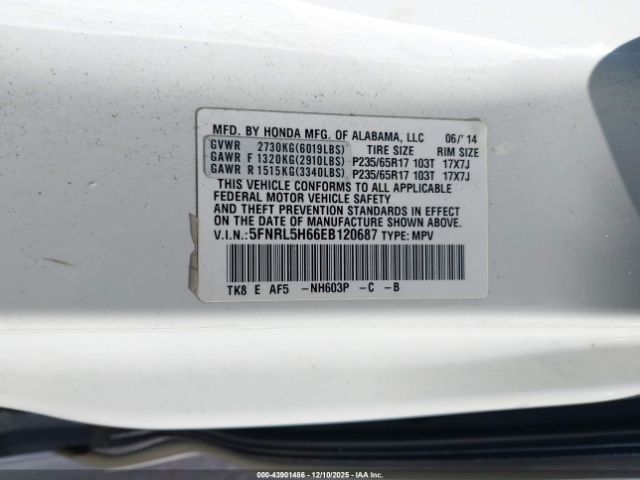 MFD. BY HONDA MFG. OF ALABAMA, LLC 06/'14
GVWR 2730KG(6019LBS) TIRE SIZE RIM SIZE
GAWR F 1320KG(2910LBS) P235/65R17 103T 17X7J
GAWR R 1515KG(3340LBS) P235/65R17 103T 17X7J
THIS VEHICLE CONFORMS TO ALL APPLICABLE
FEDERAL MOTOR VEHICLE SAFETY
AND THEFT PREVENTION STANDARDS IN EFFECT
ON THE DATE OF MANUFACTURE SHOWN ABOVE.
V.I.N.: 5FNRL5H66EB120687 TYPE: MPV
TK8 E AF5 -NH603P -C -B
00-43901486 - 12/10/2025 - IAAI.com